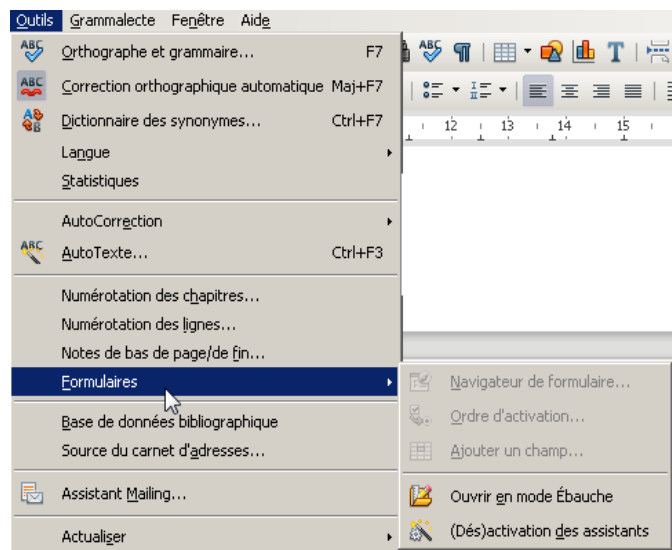 Outils Grammalecte Fenêtre Aide
Orthographe et grammaire... F7
Correction orthographique automatique Maj+F7
Dictionnaire des synonymes... Ctrl+F7
Langue
Statistiques
AutoCorrection
AutoTexte... Ctrl+F3
Numérotation des chapitres...
Numérotation des lignes...
Notes de bas de page/de fin...
Formulaires
Base de données bibliographique
Source du carnet d'adresses...
Assistant Mailing...
Actualiser
12 13 14 15
Navigateur de formulaire...
Ordre d'activation...
Ajouter un champ...
Ouvrir en mode Ébauche
(Dés)activation des assistants